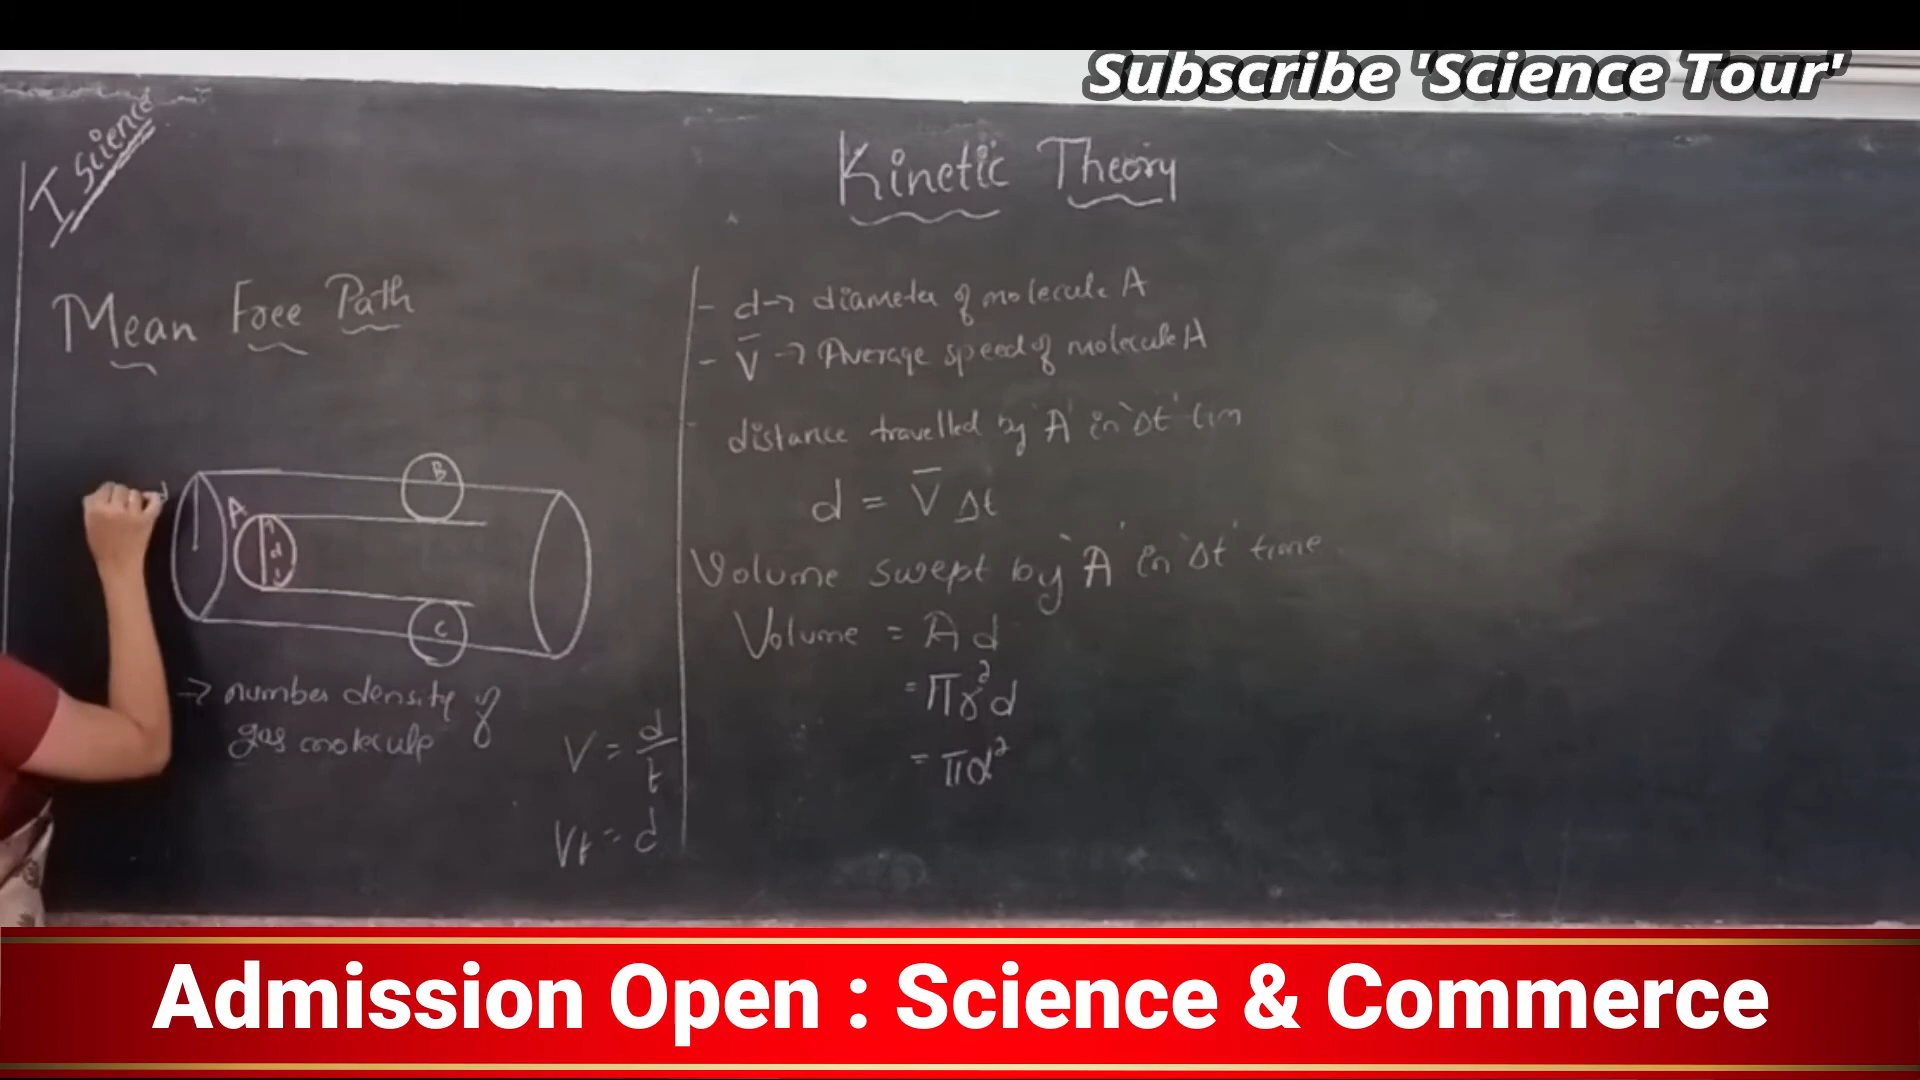 Subscribe 'Science Tour'
I Science
Kinetic Theory
Mean Free Path
- d → diameter of molecule A
- V̅ → Average speed of molecule A
- distance travelled by 'A' in 'Δt' tim
d = V̅ Δt
Volume swept by 'A' in 'Δt' time
Volume = A d
= πr² d
= πd²
d
A
B
d
C
→ number density of
gas molecule
V = d/t
Vt = d
Admission Open : Science & Commerce